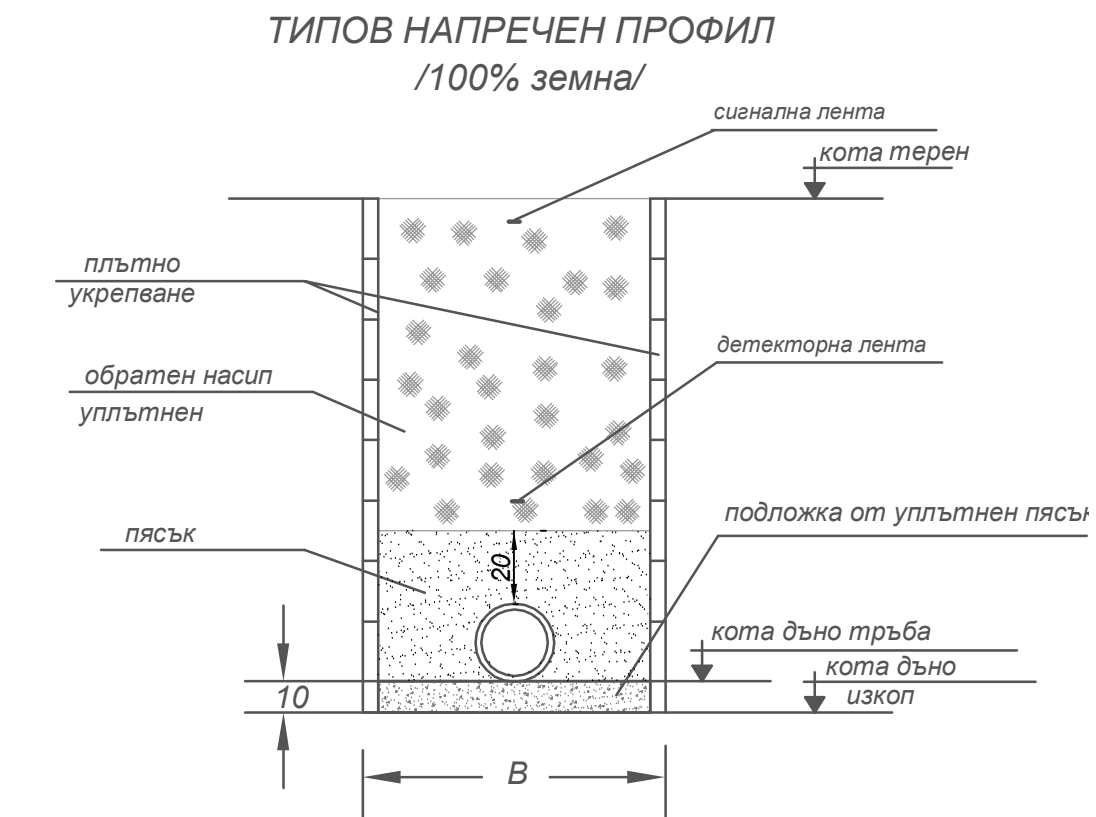 ТИПОВ НАПРЕЧЕН ПРОФИЛ
/100% земна/
сигнална лента
кота терен
плътно
укрепване
детекторна лента
обратен насип
уплътнен
подложка от уплътнен пясък
пясък
20
кота дъно тръба
кота дъно
изкоп
10
В